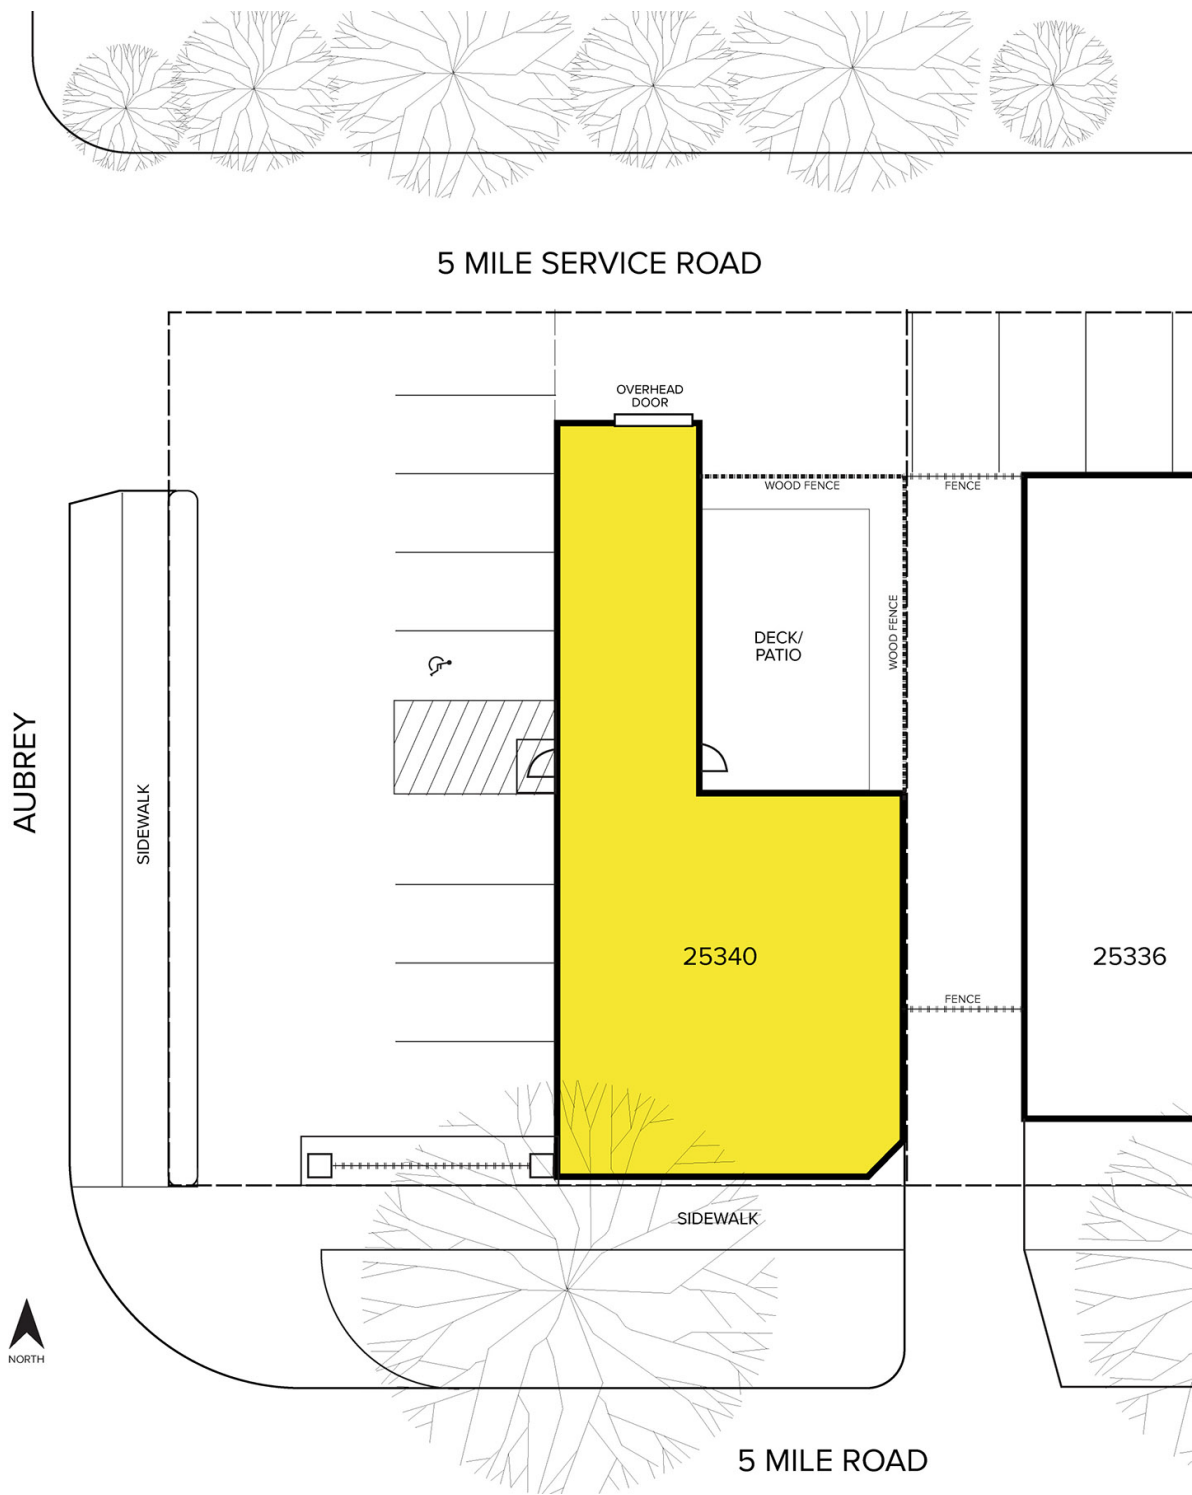 5 MILE SERVICE ROAD
OVERHEAD
DOOR
WOOD FENCE
FENCE
WOOD FENCE
DECK/
PATIO
AUBREY
SIDEWALK
25340
25336
FENCE
SIDEWALK
NORTH
5 MILE ROAD